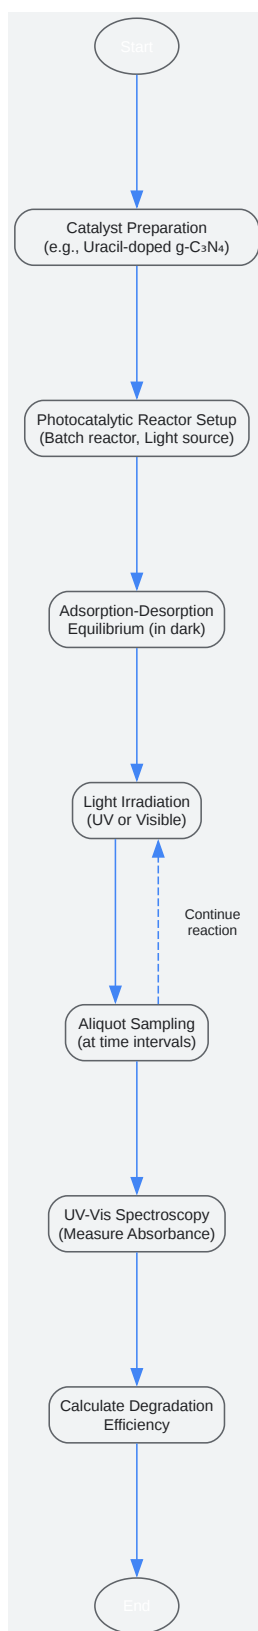 Start
Catalyst Preparation
(e.g., Uracil-doped g-C₃N₄)
Photocatalytic Reactor Setup
(Batch reactor, Light source)
Adsorption-Desorption
Equilibrium (in dark)
Light Irradiation
(UV or Visible)
Continue
reaction
Aliquot Sampling
(at time intervals)
UV-Vis Spectroscopy
(Measure Absorbance)
Calculate Degradation
Efficiency
End